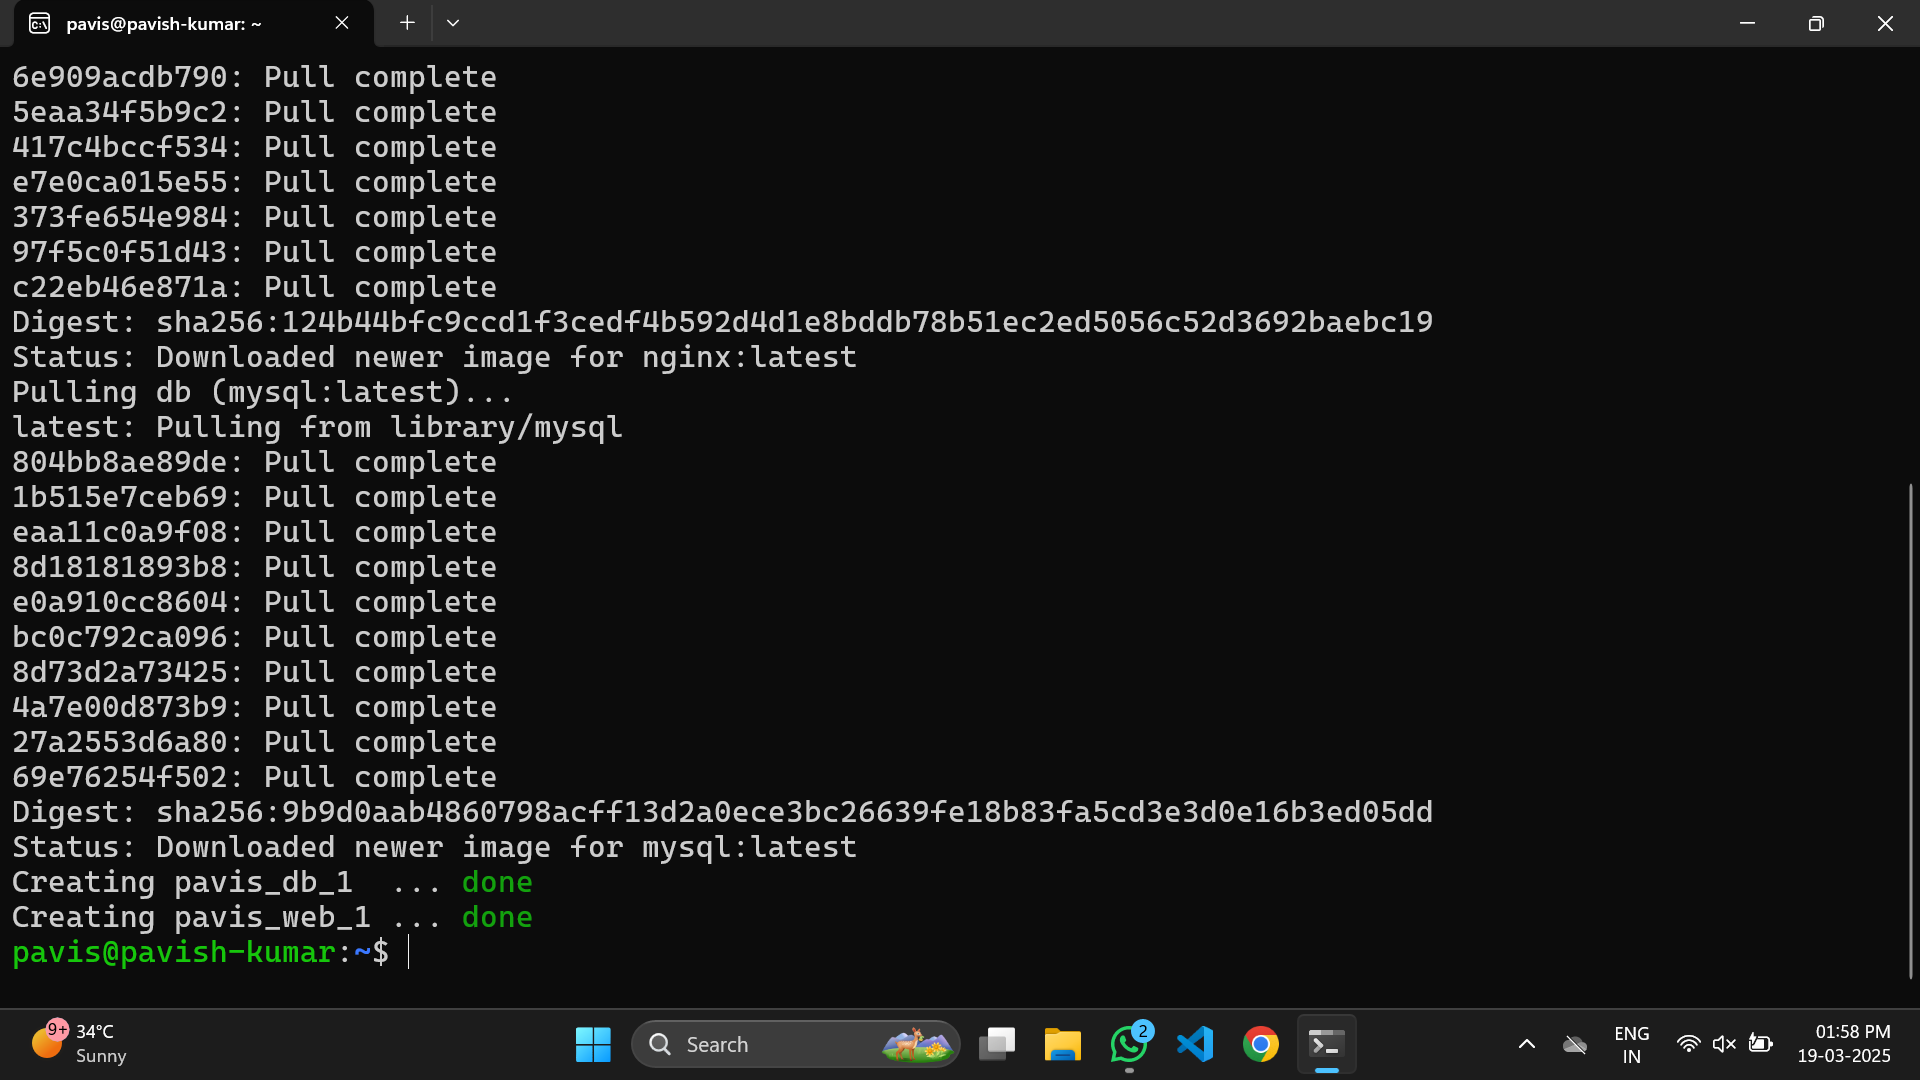 pavis@pavish-kumar: ~
6e909acdb790: Pull complete
5eaa34f5b9c2: Pull complete
417c4bccf534: Pull complete
e7e0ca015e55: Pull complete
373fe654e984: Pull complete
97f5c0f51d43: Pull complete
c22eb46e871a: Pull complete
Digest: sha256:124b44bfc9ccd1f3cedf4b592d4d1e8bddb78b51ec2ed5056c52d3692baebc19
Status: Downloaded newer image for nginx:latest
Pulling db (mysql:latest)...
latest: Pulling from library/mysql
804bb8ae89de: Pull complete
1b515e7ceb69: Pull complete
eaa11c0a9f08: Pull complete
8d18181893b8: Pull complete
e0a910cc8604: Pull complete
bc0c792ca096: Pull complete
8d73d2a73425: Pull complete
4a7e00d873b9: Pull complete
27a2553d6a80: Pull complete
69e76254f502: Pull complete
Digest: sha256:9b9d0aab4860798acff13d2a0ece3bc26639fe18b83fa5cd3e3d0e16b3ed05dd
Status: Downloaded newer image for mysql:latest
Creating pavis_db_1  ... done
Creating pavis_web_1 ... done
pavis@pavish-kumar:~$
9+
34°C
Sunny
Search
2
ENG
IN
01:58 PM
19-03-2025